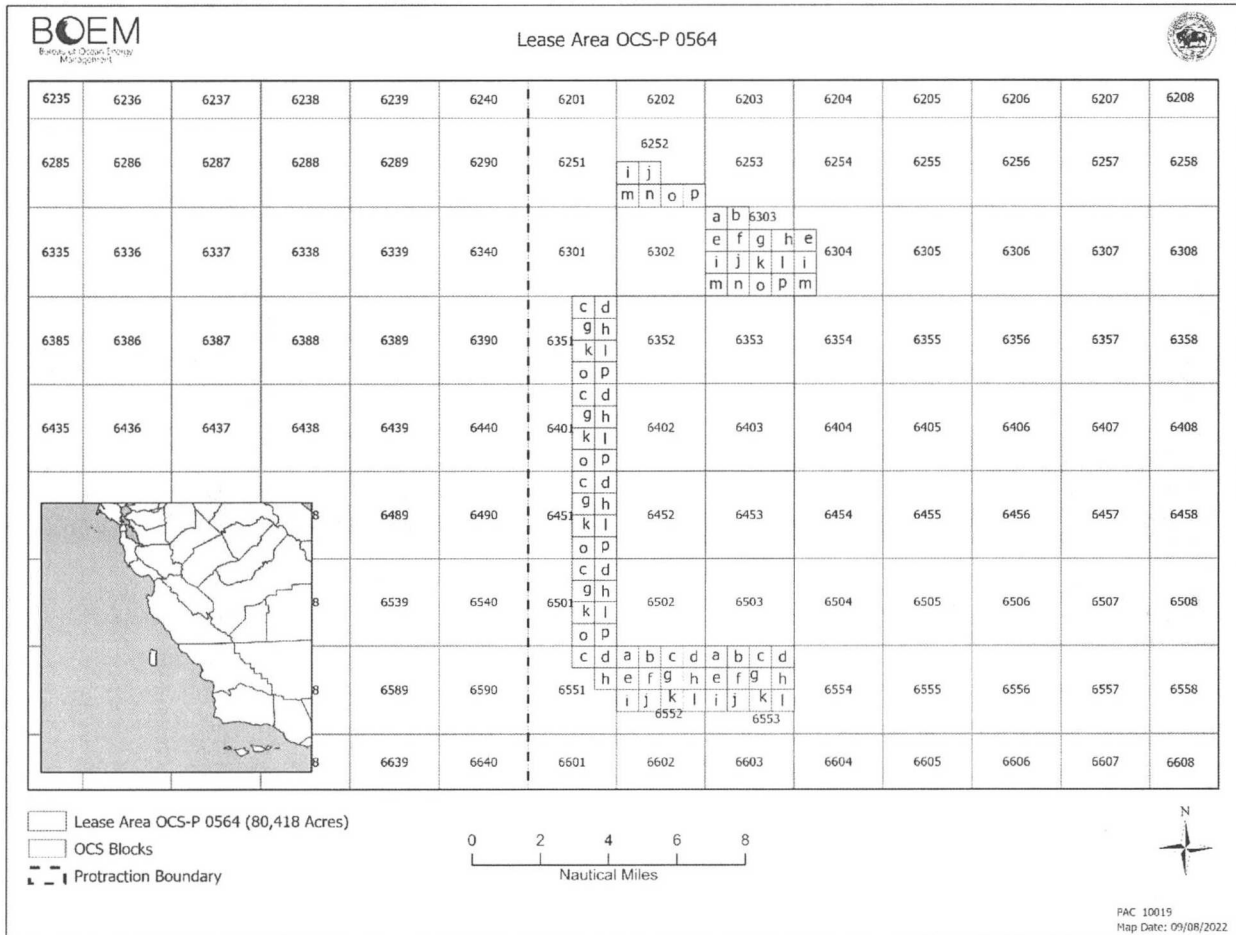 BOEM
Bureau of Ocean Energy
Management
Lease Area OCS-P 0564
6235 6236 6237 6238 6239 6240 6201 6202 6203 6204 6205 6206 6207 6208
6252
6285 6286 6287 6288 6289 6290 6251 6253 6254 6255 6256 6257 6258
i j
m n o p
a b 6303
e f g h e
6335 6336 6337 6338 6339 6340 6301 6302 6304 6305 6306 6307 6308
i j k l i
m n o p m
c d
g h
6385 6386 6387 6388 6389 6390 6351 6352 6353 6354 6355 6356 6357 6358
k l
o p
c d
g h
6435 6436 6437 6438 6439 6440 6401 6402 6403 6404 6405 6406 6407 6408
k l
o p
c d
g h
8 6489 6490 6451 6452 6453 6454 6455 6456 6457 6458
k l
o p
c d
g h
8 6539 6540 6501 6502 6503 6504 6505 6506 6507 6508
k l
o p
c d a b c d a b c d
h e f g h e f g h
8 6589 6590 6551 6554 6555 6556 6557 6558
i j k l i j k l
6552 6553
8 6639 6640 6601 6602 6603 6604 6605 6606 6607 6608
Lease Area OCS-P 0564 (80,418 Acres)
OCS Blocks
Protraction Boundary
0 2 4 6 8
Nautical Miles
N
PAC 10019
Map Date: 09/08/2022